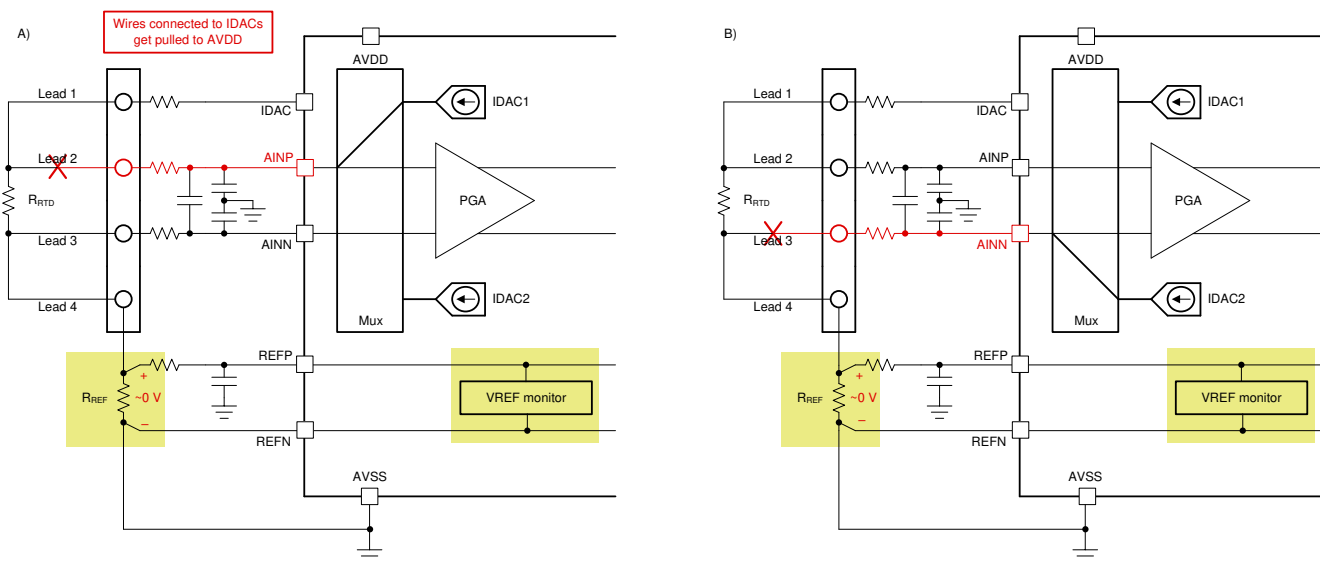 A)
Wires connected to IDACs
get pulled to AVDD
AVDD
Lead 1
IDAC
IDAC1
Lead 2
AINP
RRTD
PGA
Lead 3
AINN
Lead 4
IDAC2
Mux
REFP
RREF
+
~0 V
–
VREF monitor
REFN
AVSS
B)
AVDD
Lead 1
IDAC
IDAC1
Lead 2
AINP
RRTD
PGA
Lead 3
AINN
Lead 4
IDAC2
Mux
REFP
RREF
+
~0 V
–
VREF monitor
REFN
AVSS